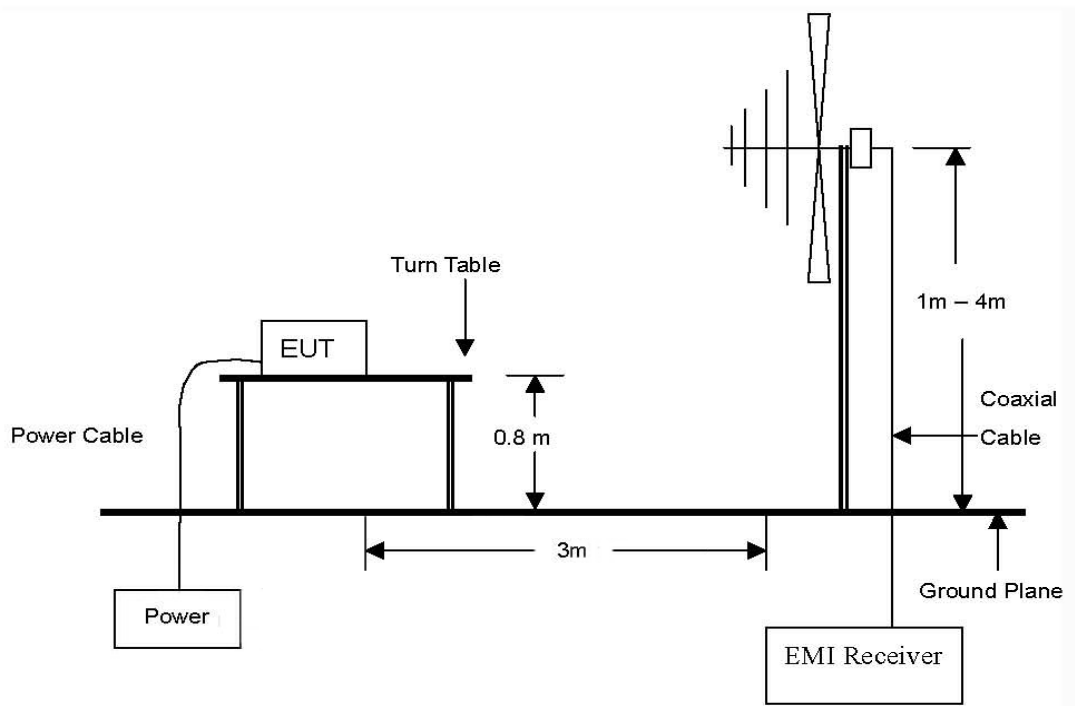 Turn Table
EUT
1m – 4m
Coaxial
Cable
0.8 m
Power Cable
3m
Ground Plane
Power
EMI Receiver